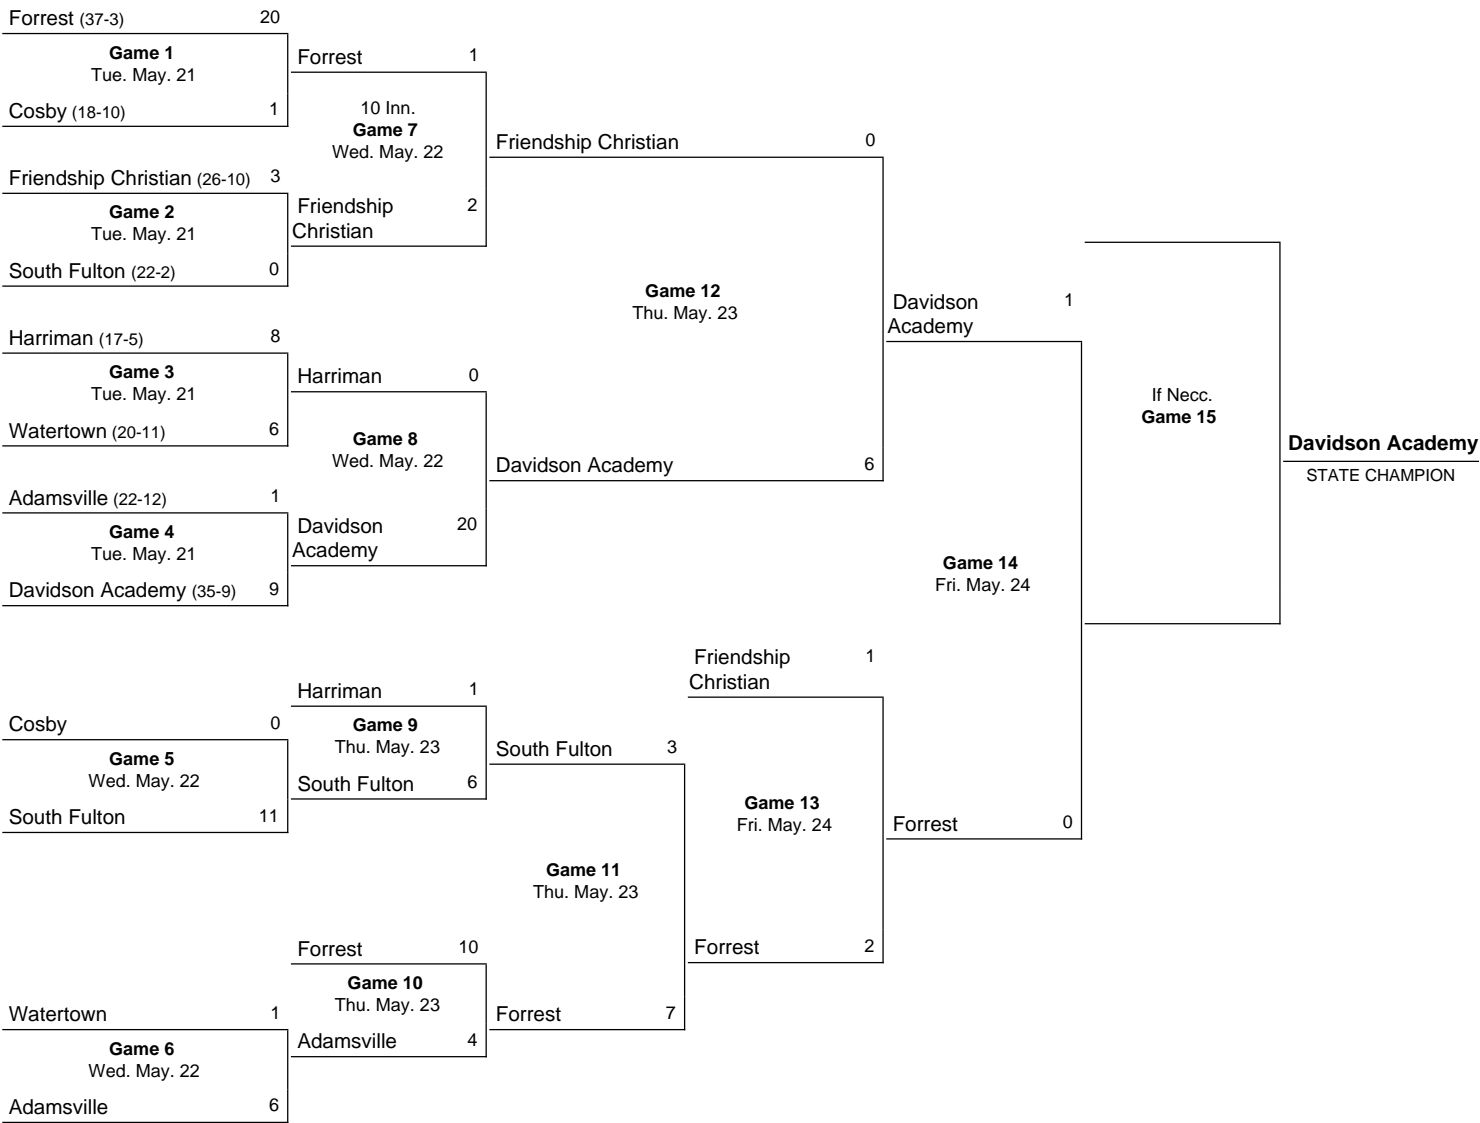 Forrest (37-3) 20
Game 1
Tue. May. 21
Cosby (18-10) 1
Friendship Christian (26-10) 3
Game 2
Tue. May. 21
South Fulton (22-2) 0
Harriman (17-5) 8
Game 3
Tue. May. 21
Watertown (20-11) 6
Adamsville (22-12) 1
Game 4
Tue. May. 21
Davidson Academy (35-9) 9
Cosby 0
Game 5
Wed. May. 22
South Fulton 11
Watertown 1
Game 6
Wed. May. 22
Adamsville 6
Forrest 1
10 Inn.
Game 7
Wed. May. 22
Friendship 2
Christian
Harriman 0
Game 8
Wed. May. 22
Davidson 20
Academy
Harriman 1
Game 9
Thu. May. 23
South Fulton 6
Forrest 10
Game 10
Thu. May. 23
Adamsville 4
Friendship Christian 0
Game 12
Thu. May. 23
Davidson Academy 6
South Fulton 3
Game 11
Thu. May. 23
Forrest 7
Friendship 1
Christian
Game 13
Fri. May. 24
Forrest 2
Davidson 1
Academy
Game 14
Fri. May. 24
Forrest 0
If Necc.
Game 15
Davidson Academy
STATE CHAMPION